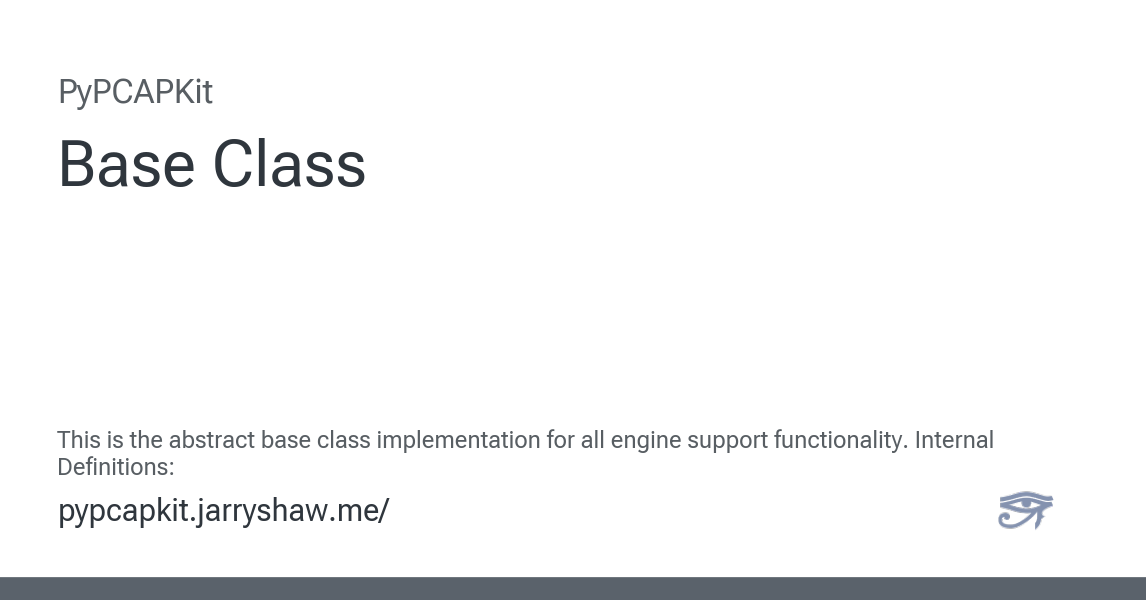 PyPCAPKit
Base Class
This is the abstract base class implementation for all engine support functionality. Internal
Definitions:
pypcapkit.jarryshaw.me/